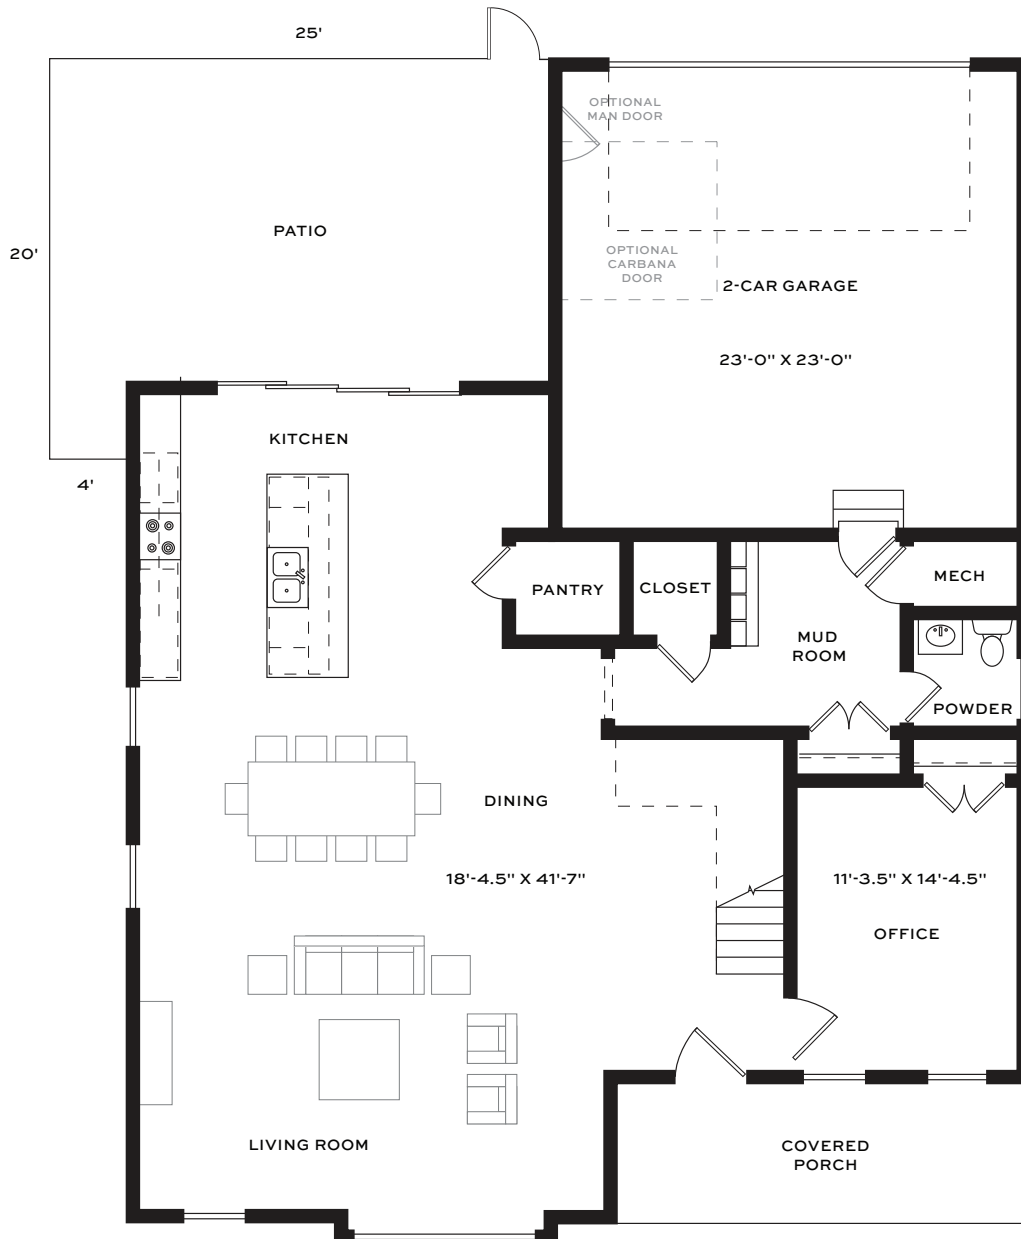 25'
OPTIONAL
MAN DOOR
PATIO
20'
OPTIONAL
CARBANA
DOOR
2-CAR GARAGE
23'-0" X 23'-0"
KITCHEN
4'
PANTRY
CLOSET
MECH
MUD
ROOM
POWDER
DINING
18'-4.5" X 41'-7"
11'-3.5" X 14'-4.5"
OFFICE
LIVING ROOM
COVERED
PORCH